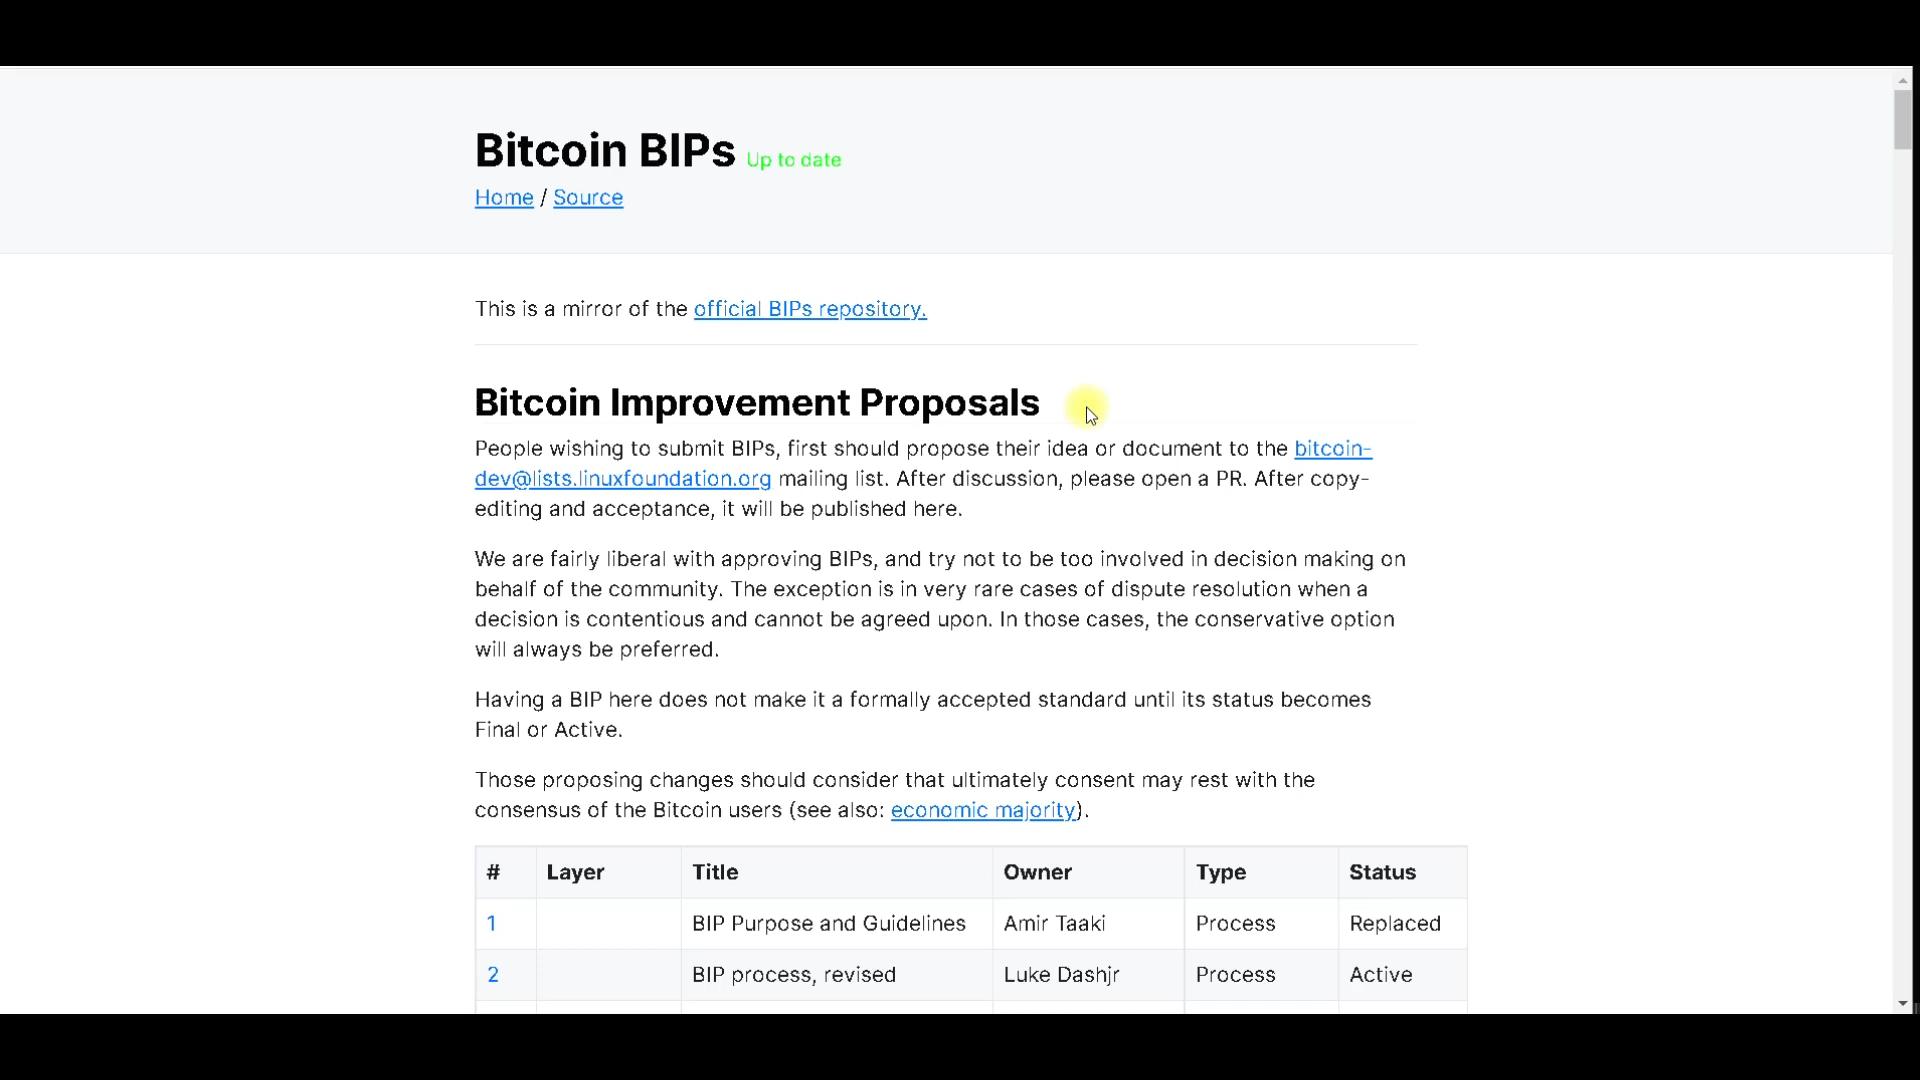 Bitcoin BIPs Up to date
Home / Source
This is a mirror of the official BIPs repository.
Bitcoin Improvement Proposals
People wishing to submit BIPs, first should propose their idea or document to the bitcoin-
dev@lists.linuxfoundation.org mailing list. After discussion, please open a PR. After copy-
editing and acceptance, it will be published here.
We are fairly liberal with approving BIPs, and try not to be too involved in decision making on
behalf of the community. The exception is in very rare cases of dispute resolution when a
decision is contentious and cannot be agreed upon. In those cases, the conservative option
will always be preferred.
Having a BIP here does not make it a formally accepted standard until its status becomes
Final or Active.
Those proposing changes should consider that ultimately consent may rest with the
consensus of the Bitcoin users (see also: economic majority).
# Layer Title Owner Type Status
1 BIP Purpose and Guidelines Amir Taaki Process Replaced
2 BIP process, revised Luke Dashjr Process Active